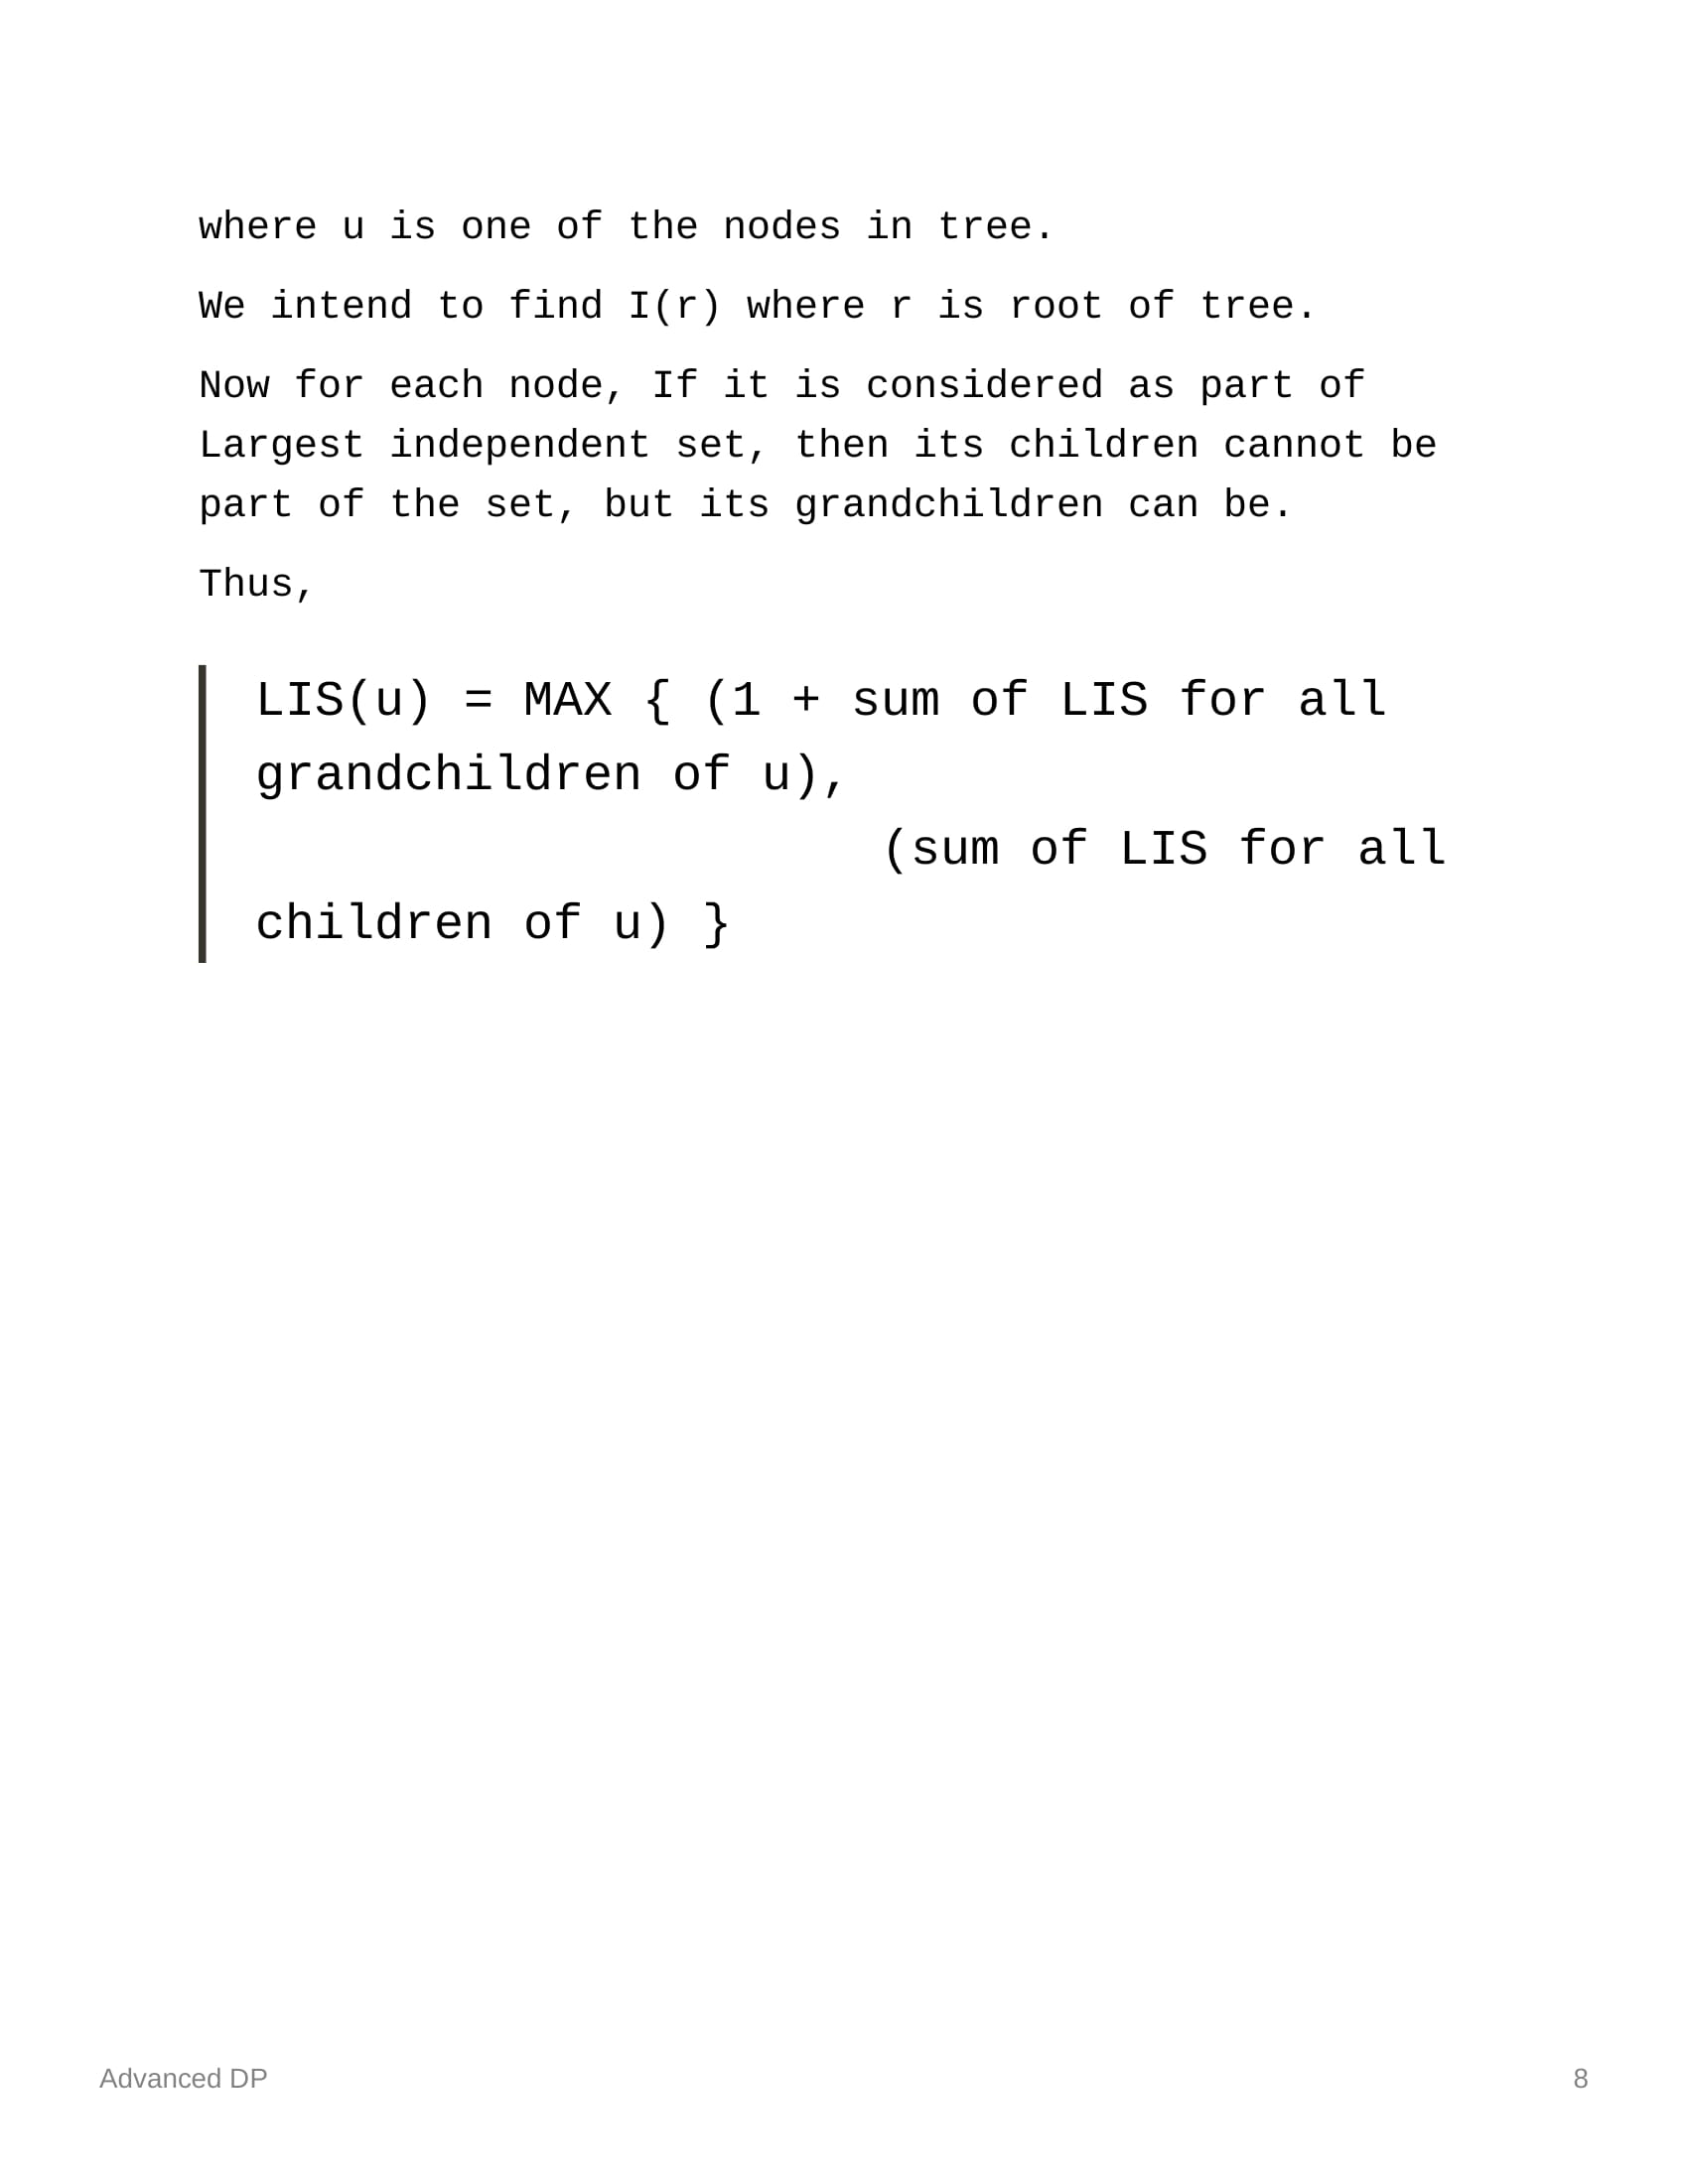 where u is one of the nodes in tree.
We intend to find I(r) where r is root of tree.
Now for each node, If it is considered as part of
Largest independent set, then its children cannot be
part of the set, but its grandchildren can be.
Thus,
LIS(u) = MAX { (1 + sum of LIS for all
grandchildren of u),
(sum of LIS for all
children of u) }
Advanced DP
8